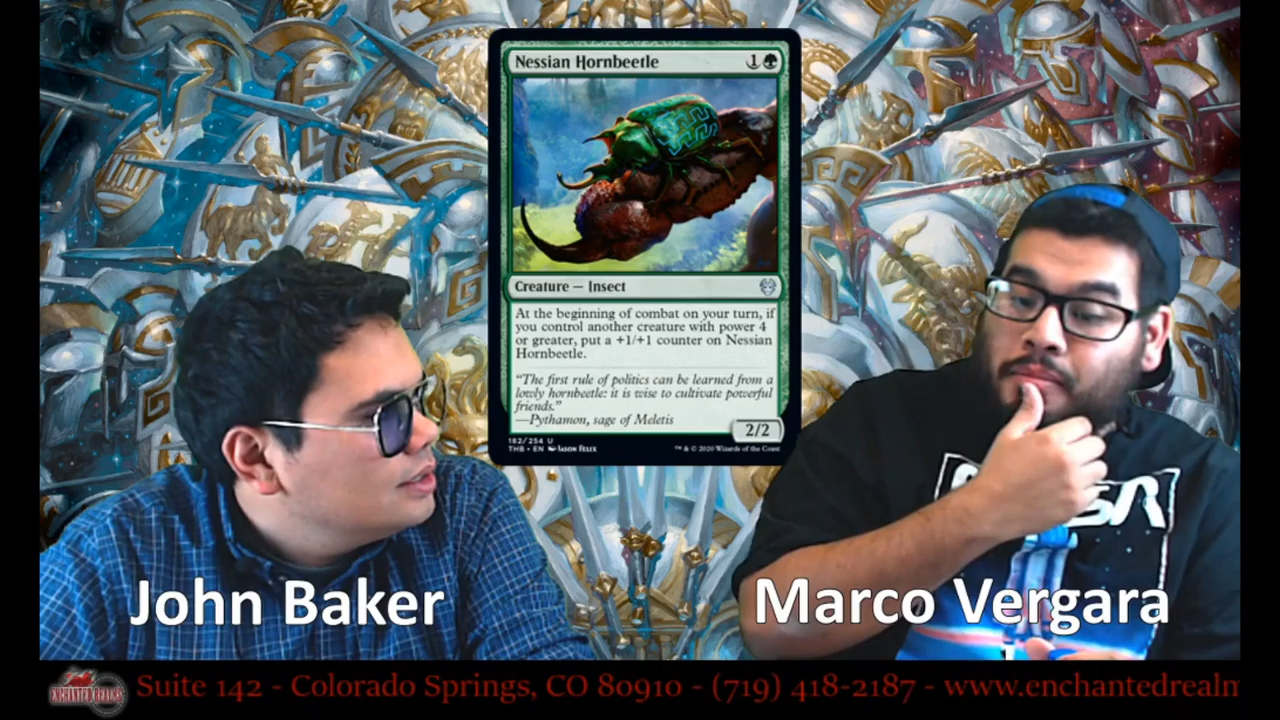 Nessian Hornbeetle 1
Creature — Insect
At the beginning of combat on your turn, if
you control another creature with power 4
or greater, put a +1/+1 counter on Nessian
Hornbeetle.
"The first rule of politics can be learned from a
lowly hornbeetle: it is wise to cultivate powerful
friends."
—Pythamon, sage of Meletis
2/2
182/254 U
THB • EN JASON FELIX
™ & © 2020 Wizards of the Coast
John Baker
Marco Vergara
ENCHANTED REALMS
Suite 142 - Colorado Springs, CO 80910 - (719) 418-2187 - www.enchantedrealm